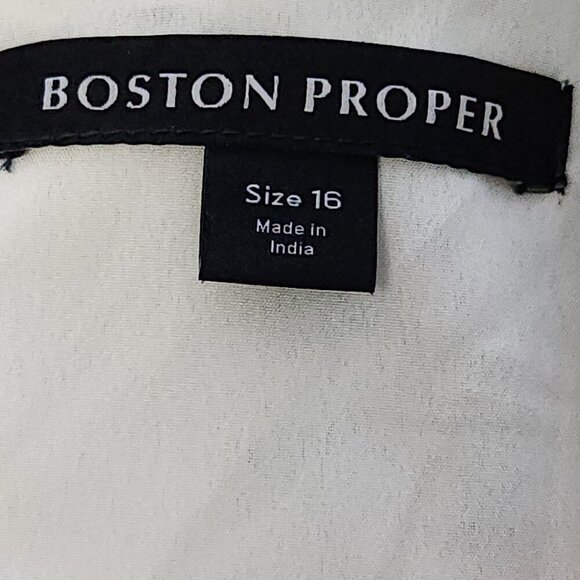 BOSTON PROPER
Size 16
Made in
India